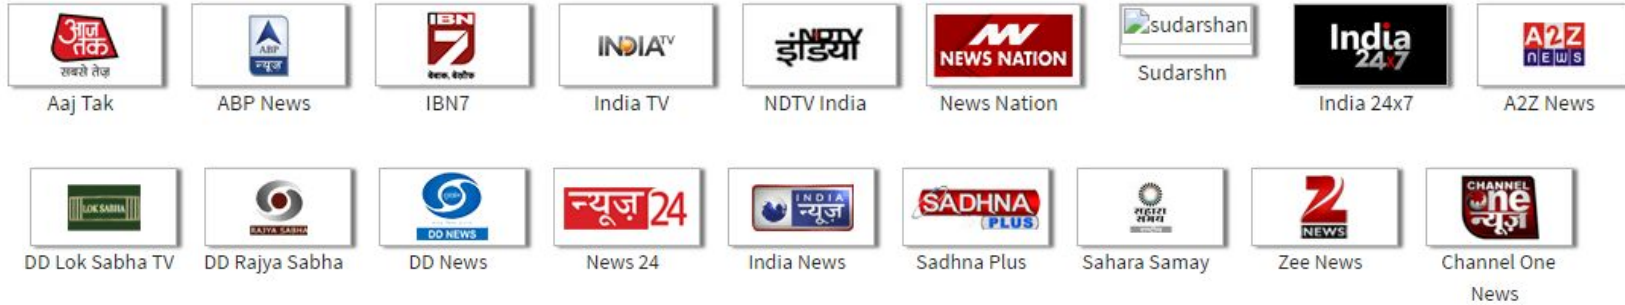 आज
तक
सबसे तेज़
Aaj Tak
ABP
न्यूज़
ABP News
IBN
7
IBN7
INDIA TV
India TV
NDTV
इंडिया
NDTV India
NEWS NATION
News Nation
sudarshan
Sudarshn
India
24x7
India 24x7
A2Z
NEWS
A2Z News
LOK SABHA
DD Lok Sabha TV
RAJYA SABHA
DD Rajya Sabha
DD NEWS
DD News
न्यूज़ 24
News 24
INDIA
न्यूज़
India News
SADHNA
PLUS
Sadhna Plus
सहारा
समय
Sahara Samay
Z
NEWS
Zee News
CHANNEL
One
न्यूज़
Channel One
News